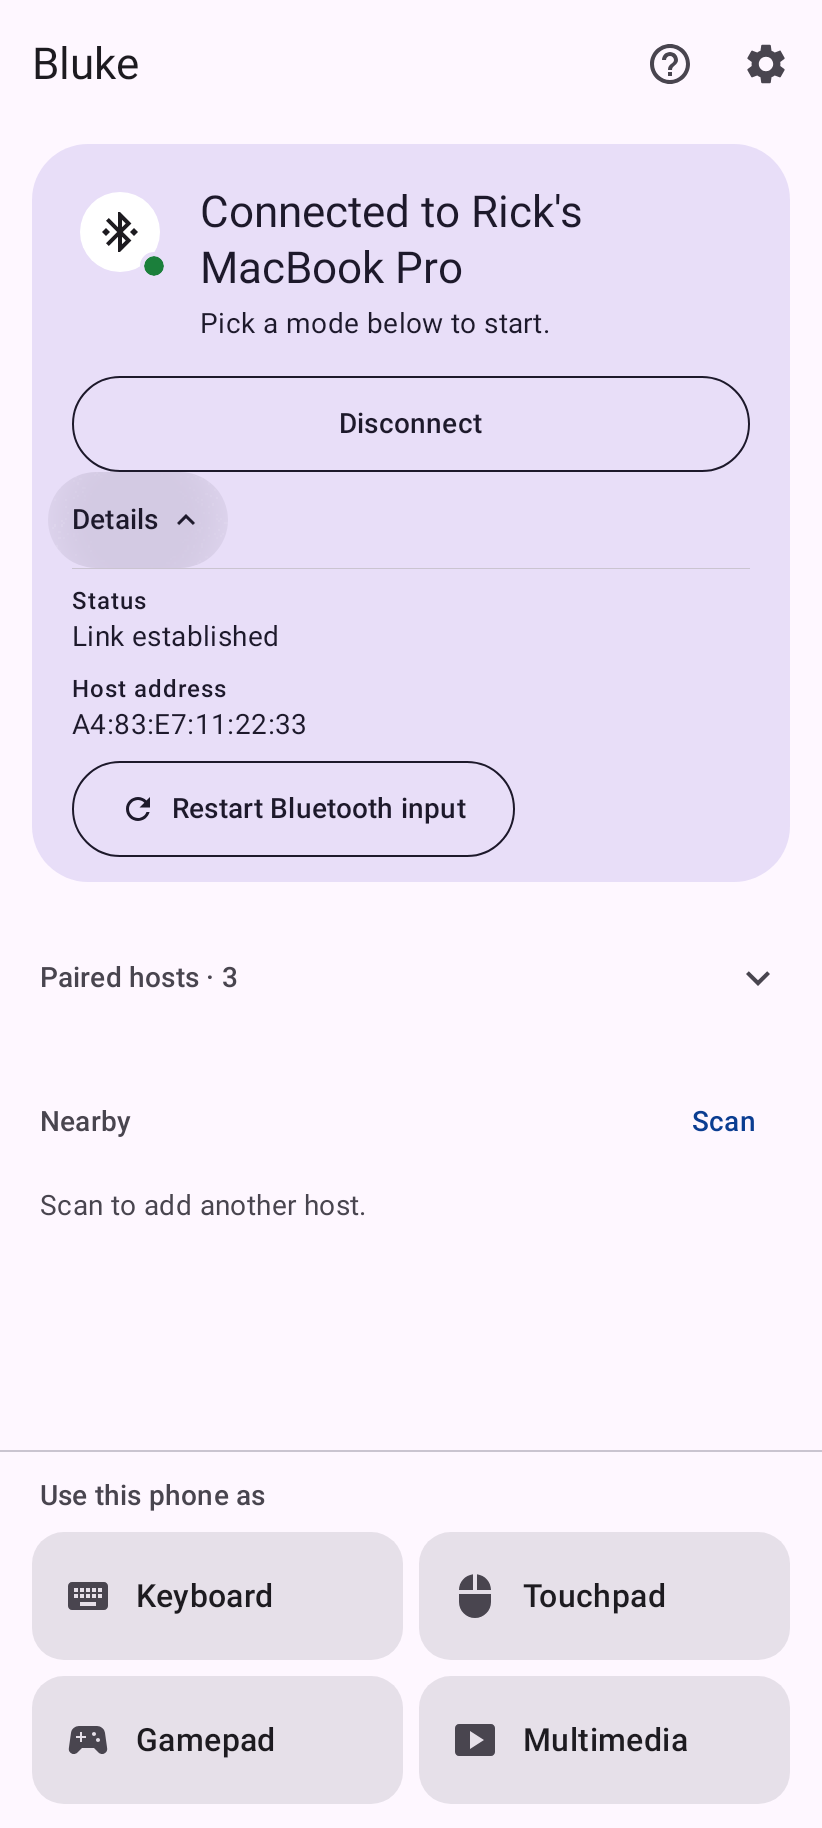 Bluke
Connected to Rick's
MacBook Pro
Pick a mode below to start.
Disconnect
Details
Status
Link established
Host address
A4:83:E7:11:22:33
Restart Bluetooth input
Paired hosts · 3
Nearby
Scan
Scan to add another host.
Use this phone as
Keyboard
Touchpad
Gamepad
Multimedia